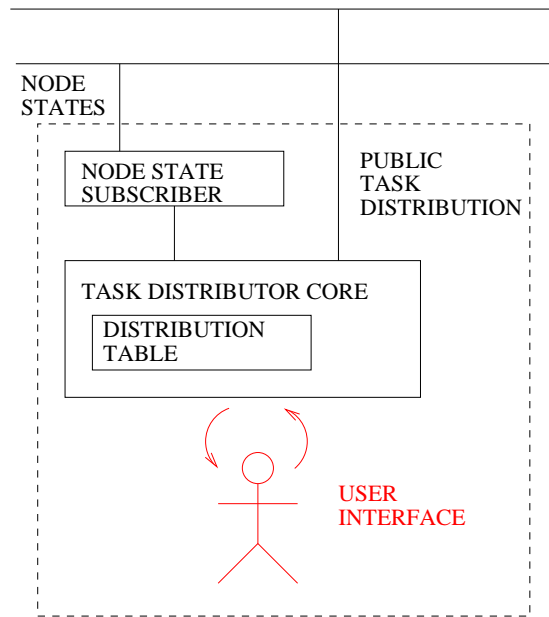 NODE
STATES
NODE STATE
SUBSCRIBER
PUBLIC
TASK
DISTRIBUTION
TASK DISTRIBUTOR CORE
DISTRIBUTION
TABLE
USER
INTERFACE